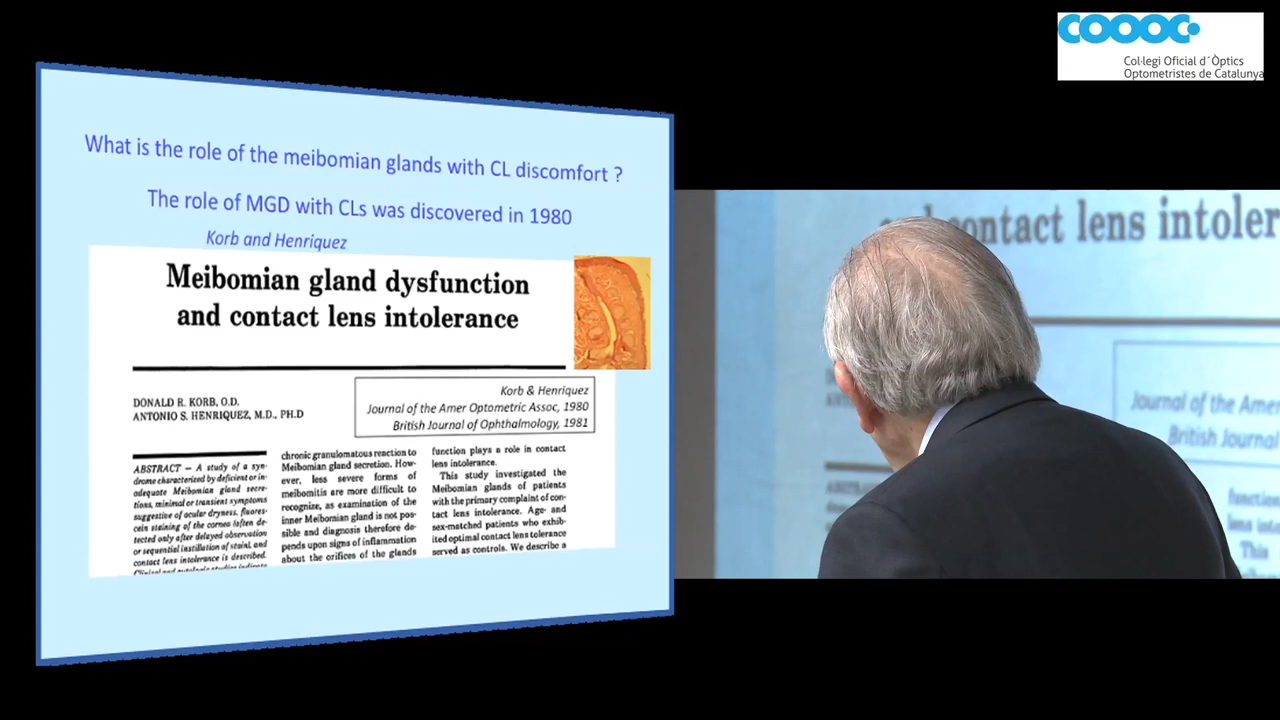 COOOC
Col·legi Oficial d´Òptics
Optometristes de Catalunya
What is the role of the meibomian glands with CL discomfort ?
The role of MGD with CLs was discovered in 1980
Korb and Henriquez
Meibomian gland dysfunction
and contact lens intolerance
DONALD R. KORB, O.D.
ANTONIO S. HENRIQUEZ, M.D., PH.D
Korb & Henriquez
Journal of the Amer Optometric Assoc, 1980
British Journal of Ophthalmology, 1981
ABSTRACT — A study of a syn-
drome characterized by deficient or in-
adequate Meibomian gland secre-
tions, minimal or transient symptoms
suggestive of ocular dryness, fluores-
cein staining of the cornea (often de-
tected only after delayed observation
or sequential instillation of stain), and
contact lens intolerance is described.
Clinical and cytologic studies indicate
chronic granulomatous reaction to
Meibomian gland secretion. How-
ever, less severe forms of
meibomitis are more difficult to
recognize, as examination of the
inner Meibomian gland is not pos-
sible and diagnosis therefore de-
pends upon signs of inflammation
about the orifices of the glands
function plays a role in contact
lens intolerance.
This study investigated the
Meibomian glands of patients
with the primary complaint of con-
tact lens intolerance. Age- and
sex-matched patients who exhib-
ited optimal contact lens tolerance
served as controls. We describe a
contact lens intoler
Journal of the Amer
British Journal
function
lens into
This